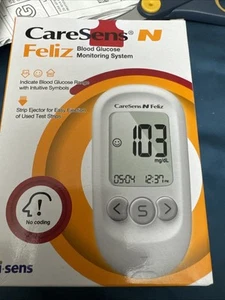 CareSens® N
Feliz
Blood Glucose
Monitoring System
Indicate Blood Glucose Results
with Intuitive Symbols
Strip Ejector for Easy Ejection
of Used Test Strips
CareSens N Feliz
103
mg/dL
05-04 12:37
No coding
i-sens